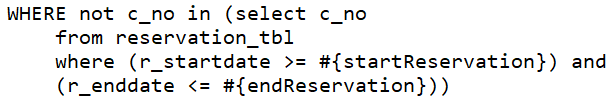 WHERE not c_no in (select c_no
from reservation_tbl
where (r_startdate >= #{startReservation}) and
(r_enddate <= #{endReservation}))